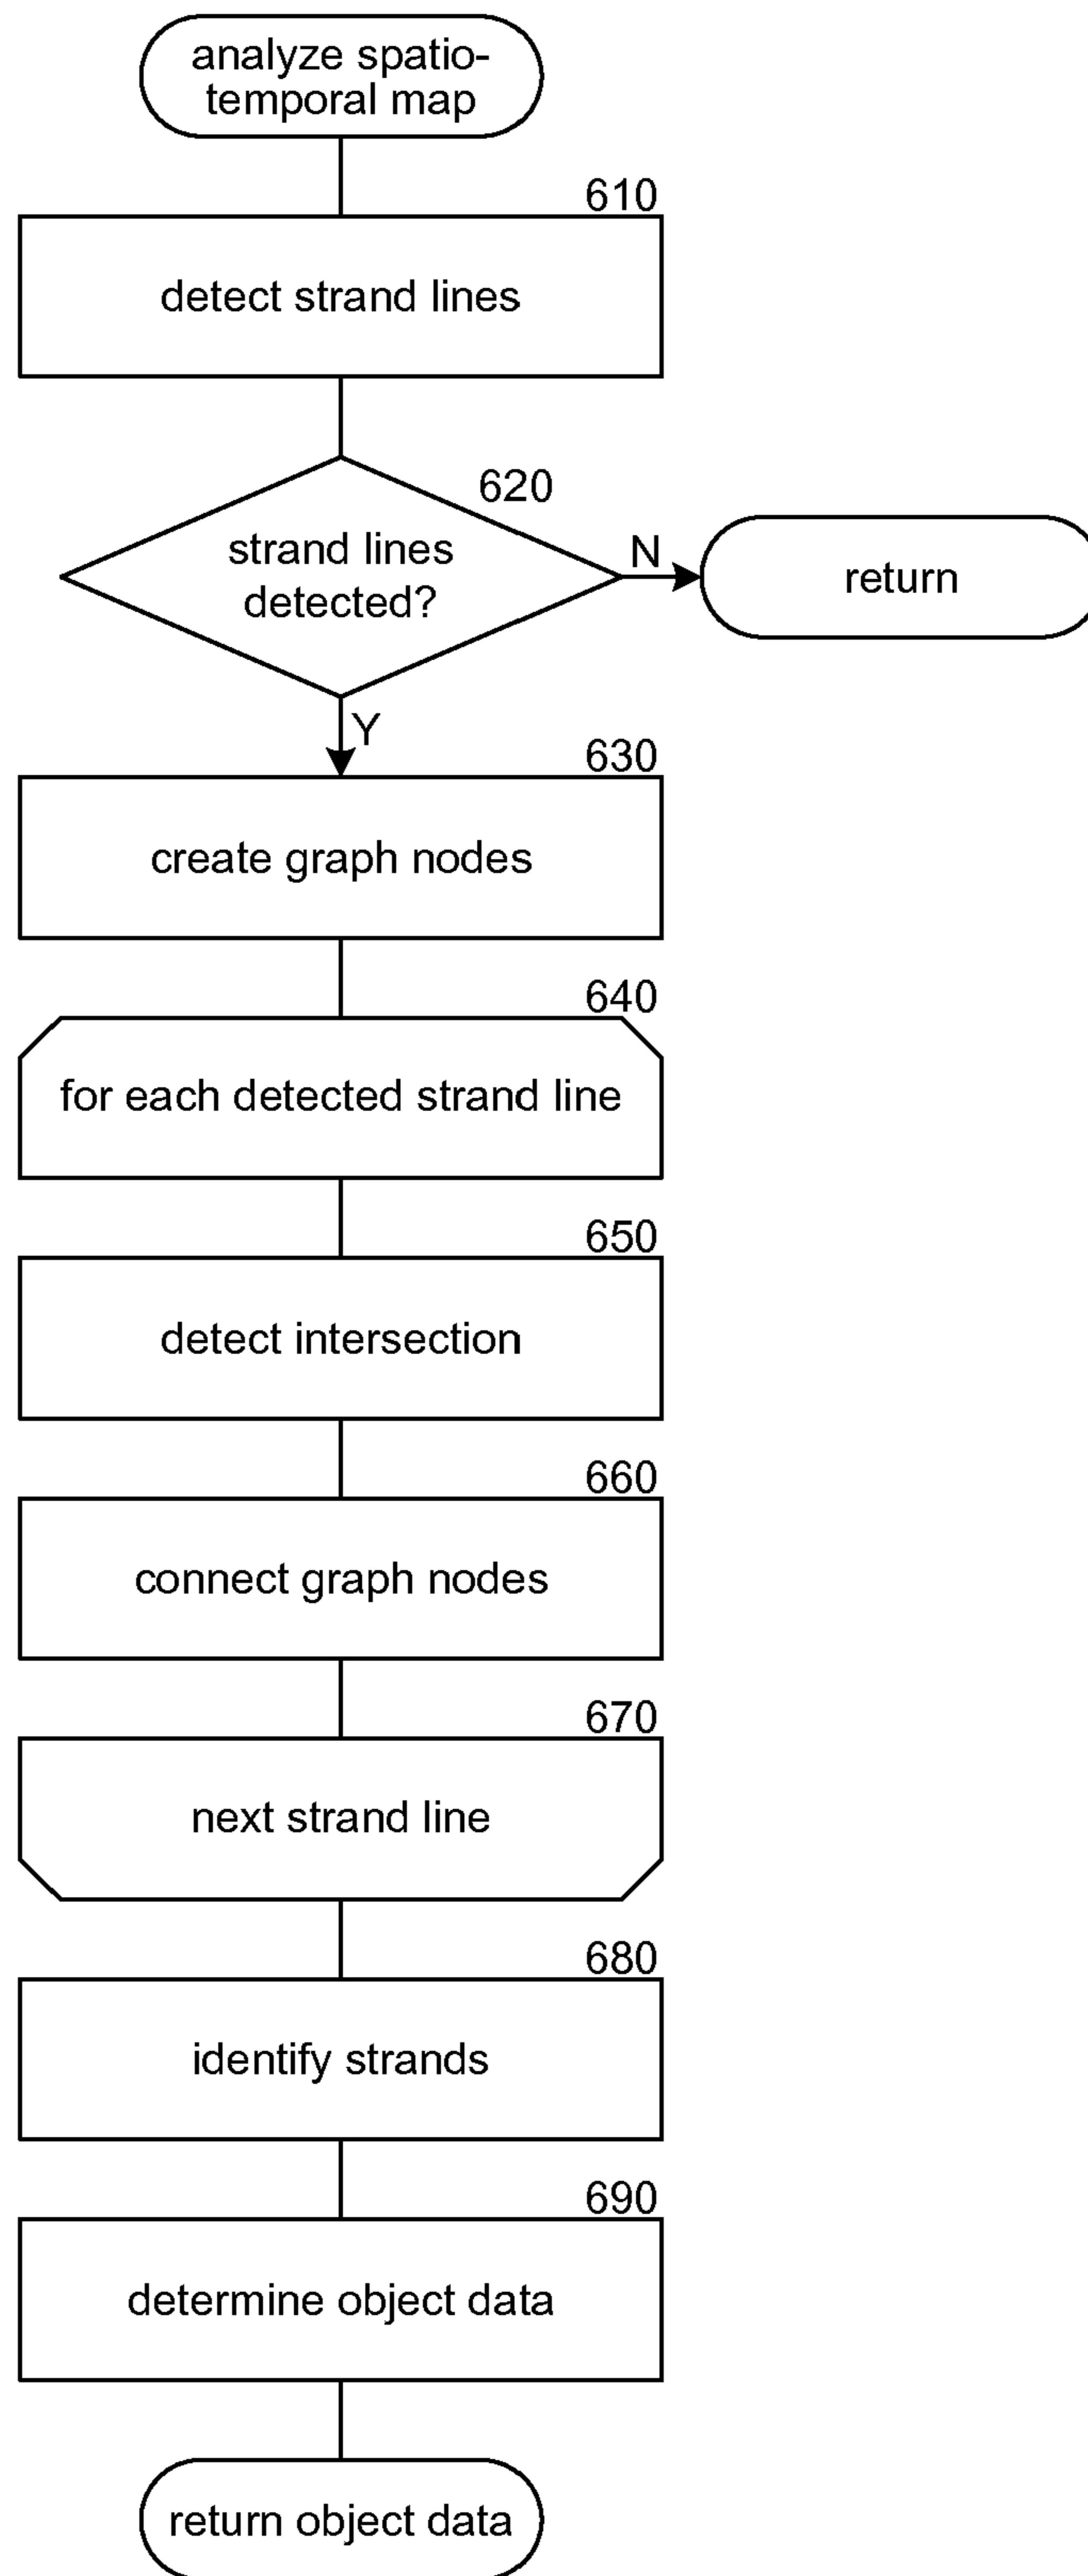 analyze spatio-
temporal map
610
detect strand lines
620
strand lines
detected?
N
return
Y
630
create graph nodes
640
for each detected strand line
650
detect intersection
660
connect graph nodes
670
next strand line
680
identify strands
690
determine object data
return object data